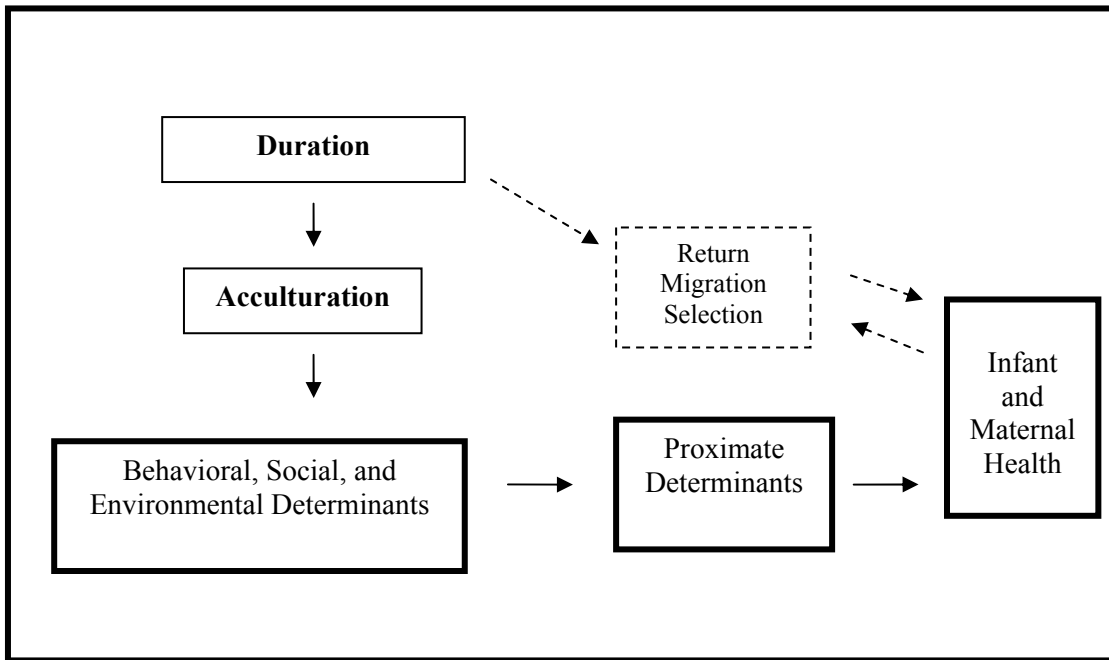 Duration
Acculturation
Return
Migration
Selection
Infant
and
Maternal
Health
Behavioral, Social, and
Environmental Determinants
Proximate
Determinants